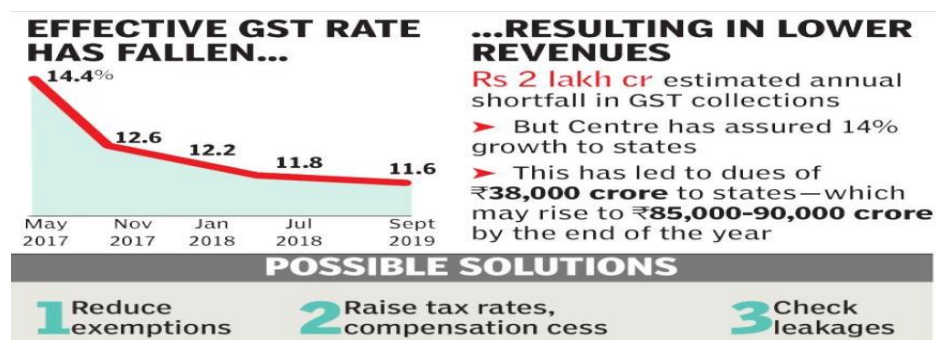 EFFECTIVE GST RATE
HAS FALLEN...
14.4%
12.6
12.2
11.8
11.6
May
2017
Nov
2017
Jan
2018
Jul
2018
Sept
2019
...RESULTING IN LOWER
REVENUES
Rs 2 lakh cr estimated annual
shortfall in GST collections
➤ But Centre has assured 14%
growth to states
➤ This has led to dues of
₹38,000 crore to states—which
may rise to ₹85,000-90,000 crore
by the end of the year
POSSIBLE SOLUTIONS
1 Reduce
exemptions
2 Raise tax rates,
compensation cess
3 Check
leakages